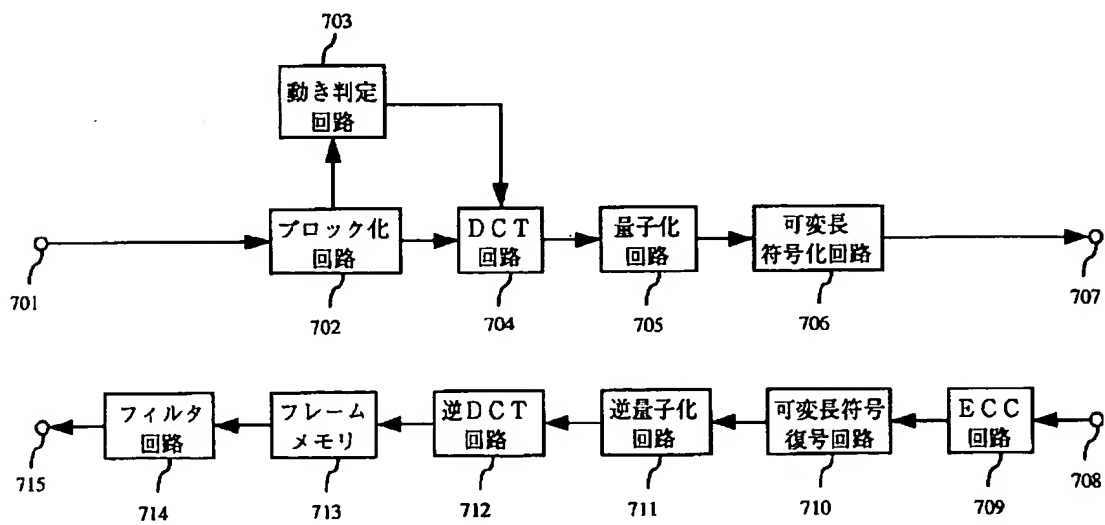 703
動き判定
回路
ブロック化
回路
DCT
回路
量子化
回路
可変長
符号化回路
701
702
704
705
706
707
フィルタ
回路
フレーム
メモリ
逆DCT
回路
逆量子化
回路
可変長符号
復号回路
ECC
回路
715
714
713
712
711
710
709
708